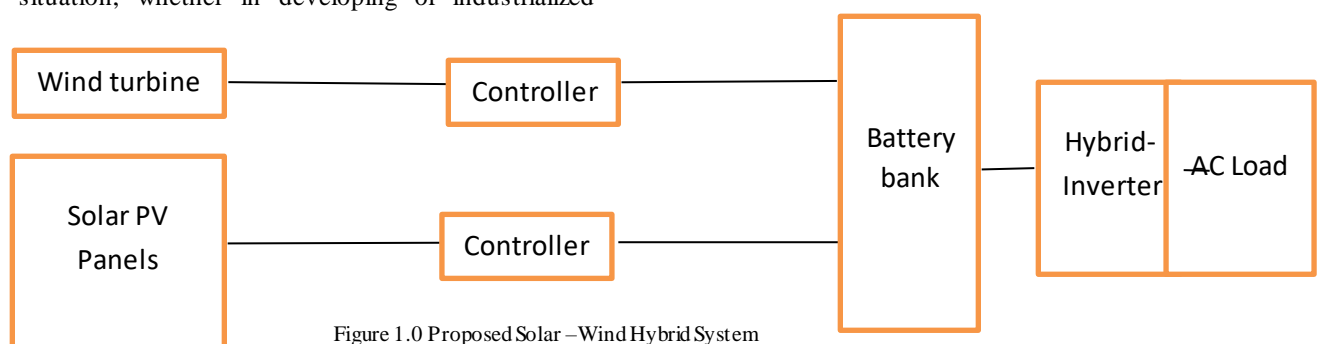 situation, whether in developing or industrialized
Wind turbine
Controller
Solar PV
Panels
Controller
Battery
bank
Hybrid-
Inverter
AC Load
Figure 1.0 Proposed Solar –Wind Hybrid System